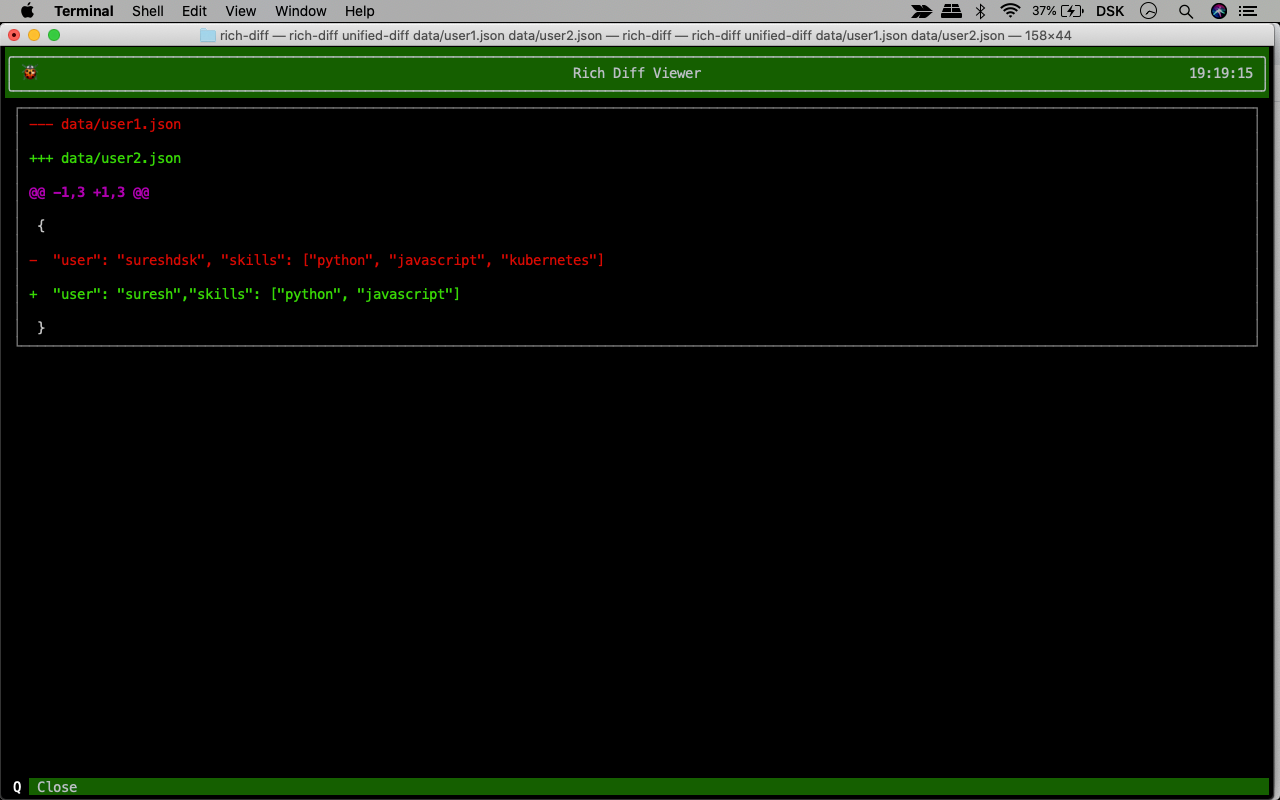 Terminal Shell Edit View Window Help 37% DSK
rich-diff — rich-diff unified-diff data/user1.json data/user2.json — rich-diff — rich-diff unified-diff data/user1.json data/user2.json — 158×44
Rich Diff Viewer 19:19:15
--- data/user1.json
+++ data/user2.json
@@ -1,3 +1,3 @@
{
-  "user": "sureshdsk", "skills": ["python", "javascript", "kubernetes"]
+  "user": "suresh","skills": ["python", "javascript"]
}
Q Close